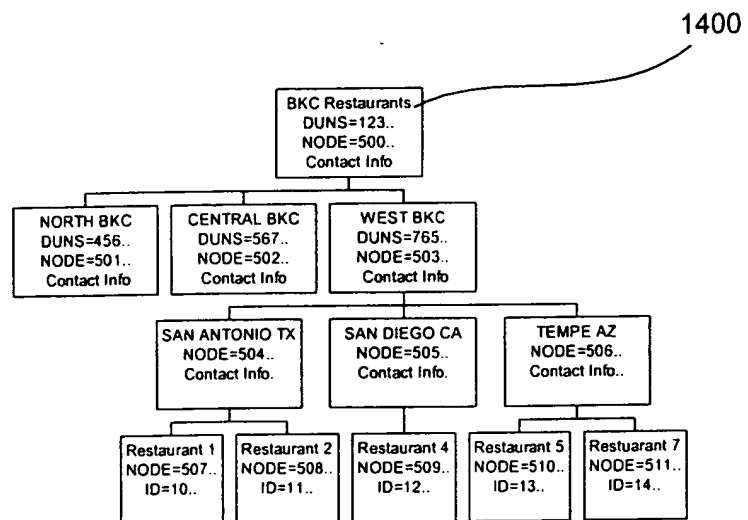 1400
BKC Restaurants
DUNS=123..
NODE=500..
Contact Info
NORTH BKC
DUNS=456..
NODE=501..
Contact Info
CENTRAL BKC
DUNS=567..
NODE=502..
Contact Info
WEST BKC
DUNS=765..
NODE=503..
Contact Info
SAN ANTONIO TX
NODE=504..
Contact Info.
SAN DIEGO CA
NODE=505..
Contact Info.
TEMPE AZ
NODE=506..
Contact Info..
Restaurant 1
NODE=507..
ID=10..
Restaurant 2
NODE=508..
ID=11..
Restaurant 4
NODE=509..
ID=12..
Restaurant 5
NODE=510..
ID=13..
Restuarant 7
NODE=511..
ID=14..